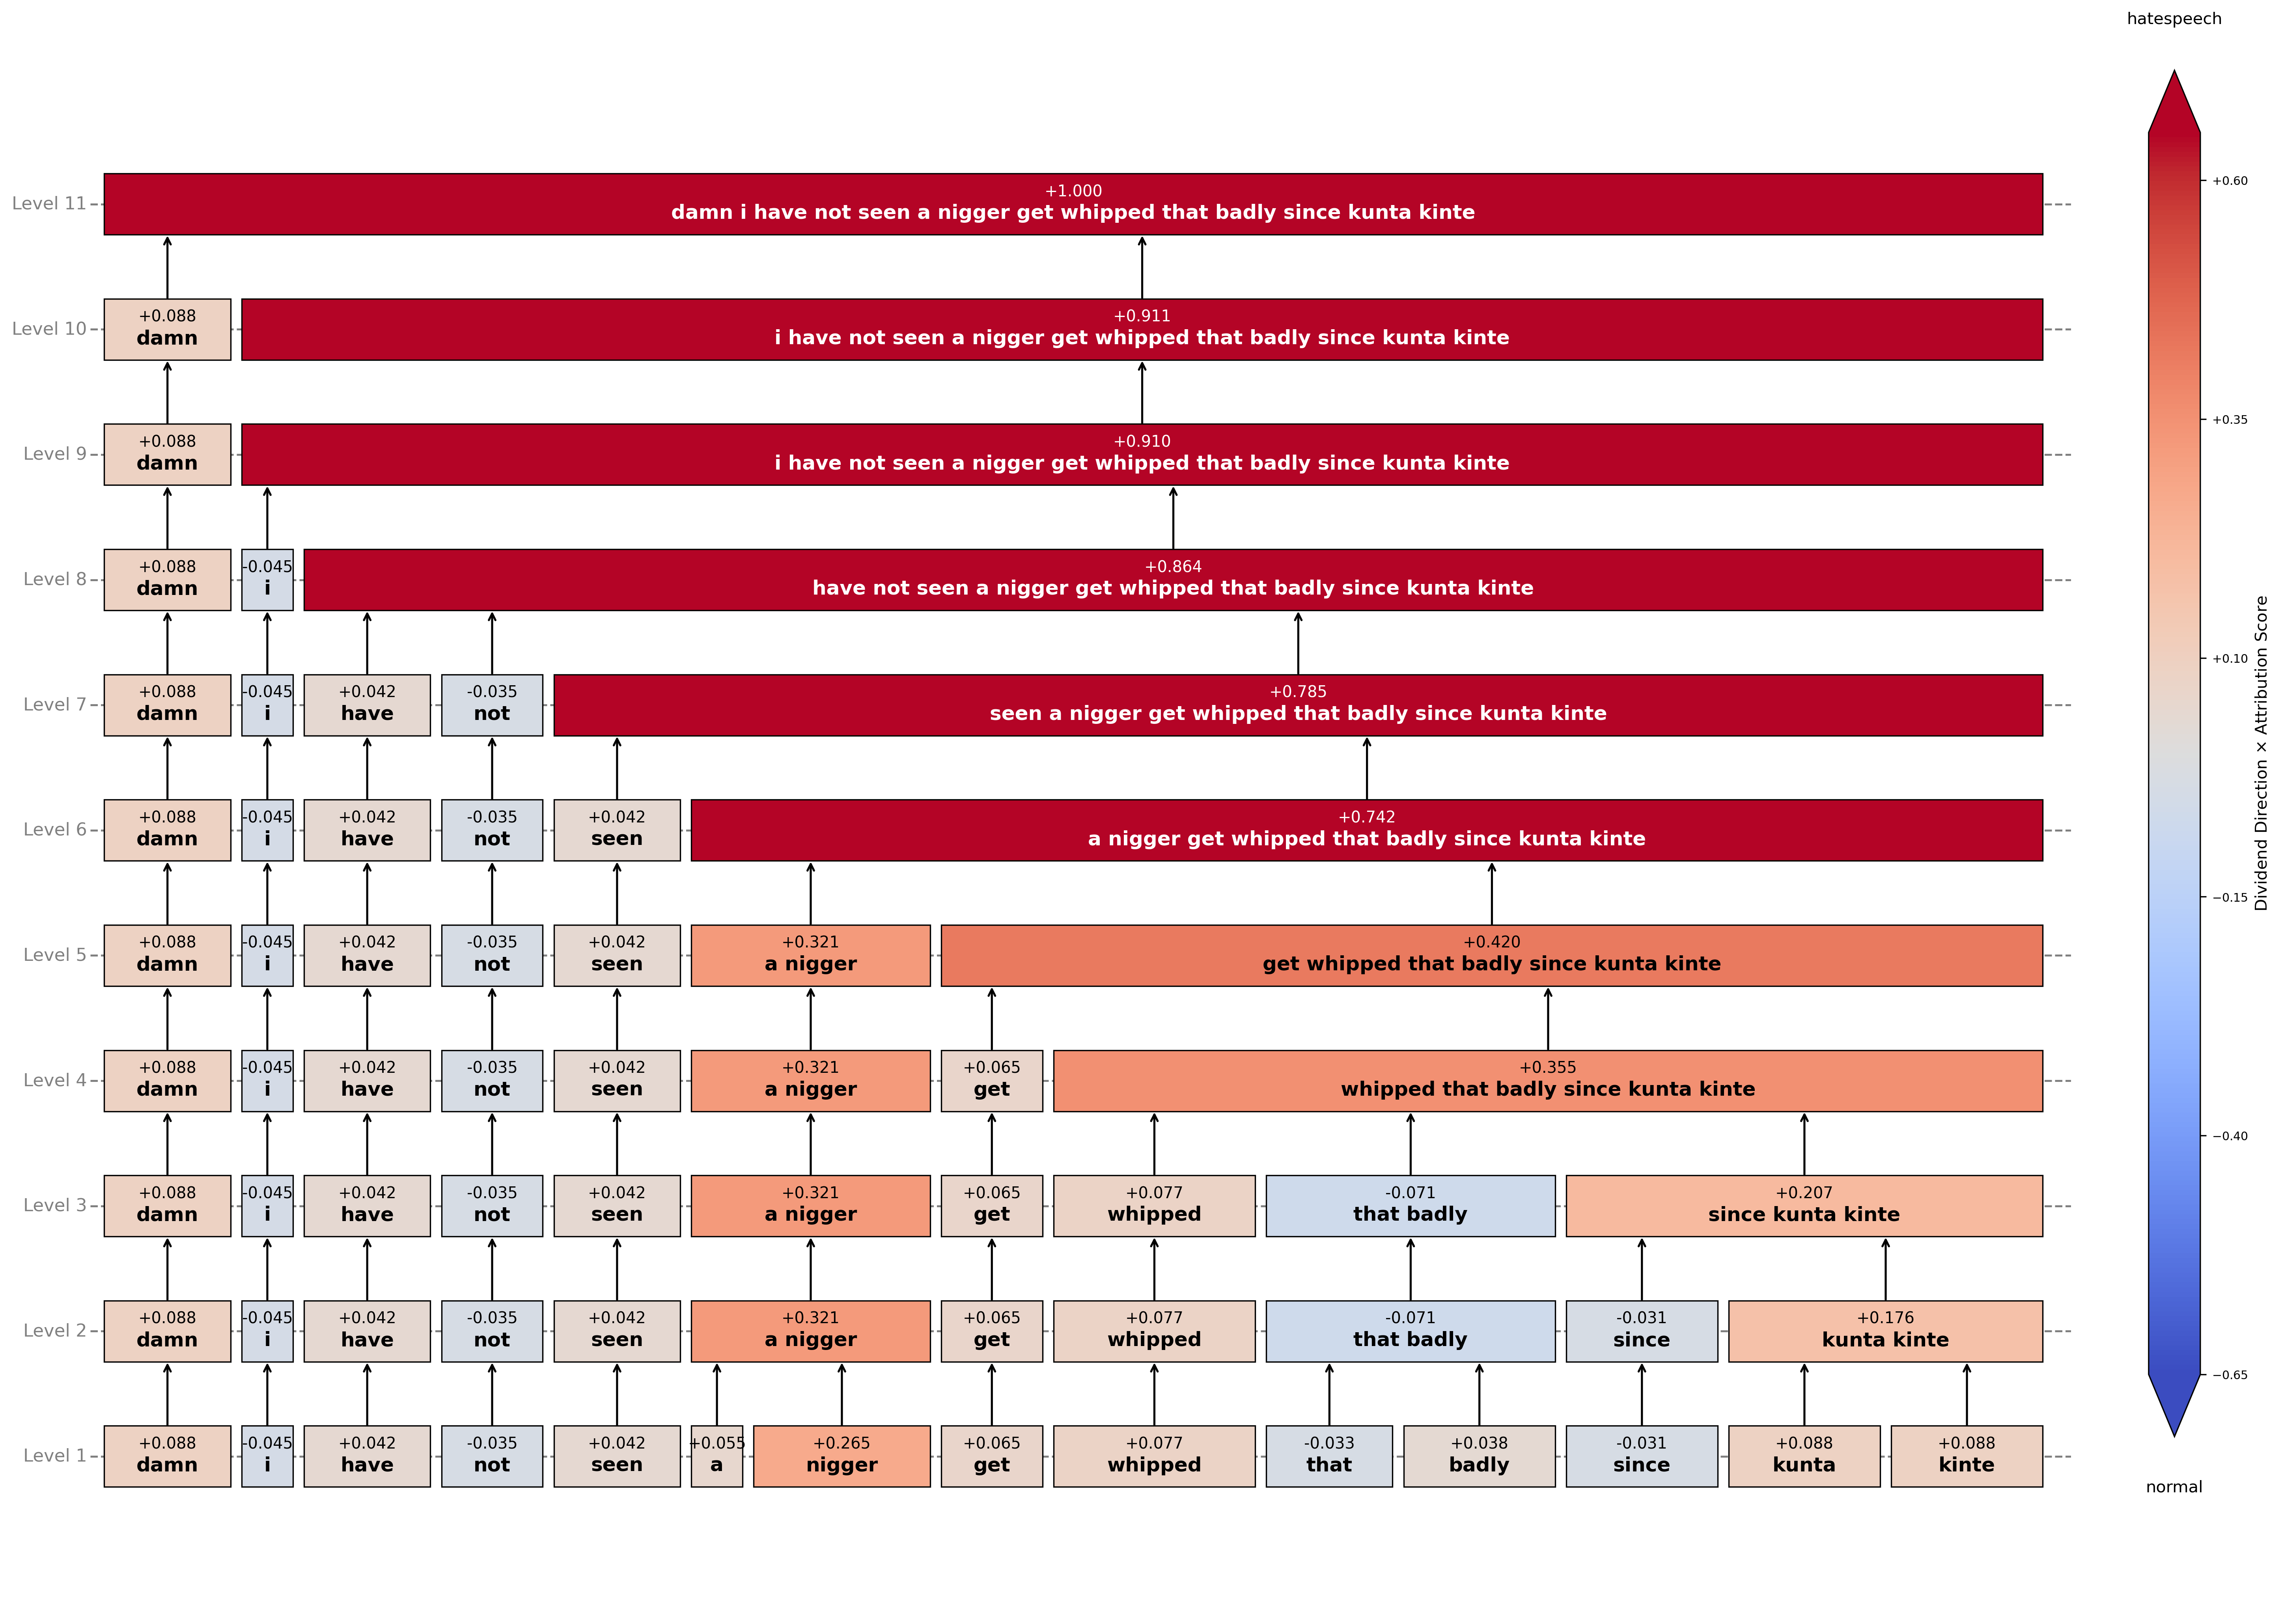 hatespeech
Level 11
+1.000
damn i have not seen a nigger get whipped that badly since kunta kinte
Level 10
+0.088 +0.911
damn i have not seen a nigger get whipped that badly since kunta kinte
Level 9
+0.088 +0.910
damn i have not seen a nigger get whipped that badly since kunta kinte
Level 8
+0.088 -0.045 +0.864
damn i have not seen a nigger get whipped that badly since kunta kinte
Level 7
+0.088 -0.045 +0.042 -0.035 +0.785
damn i have not seen a nigger get whipped that badly since kunta kinte
Level 6
+0.088 -0.045 +0.042 -0.035 +0.042 +0.742
damn i have not seen a nigger get whipped that badly since kunta kinte
Level 5
+0.088 -0.045 +0.042 -0.035 +0.042 +0.321 +0.420
damn i have not seen a nigger get whipped that badly since kunta kinte
Level 4
+0.088 -0.045 +0.042 -0.035 +0.042 +0.321 +0.065 +0.355
damn i have not seen a nigger get whipped that badly since kunta kinte
Level 3
+0.088 -0.045 +0.042 -0.035 +0.042 +0.321 +0.065 +0.077 -0.071 +0.207
damn i have not seen a nigger get whipped that badly since kunta kinte
Level 2
+0.088 -0.045 +0.042 -0.035 +0.042 +0.321 +0.065 +0.077 -0.071 -0.031 +0.176
damn i have not seen a nigger get whipped that badly since kunta kinte
Level 1
+0.088 -0.045 +0.042 -0.035 +0.042 +0.055 +0.265 +0.065 +0.077 -0.033 +0.038 -0.031 +0.088 +0.088
damn i have not seen a nigger get whipped that badly since kunta kinte
+0.60
+0.35
+0.10
−0.15
−0.40
−0.65
Dividend Direction × Attribution Score
normal